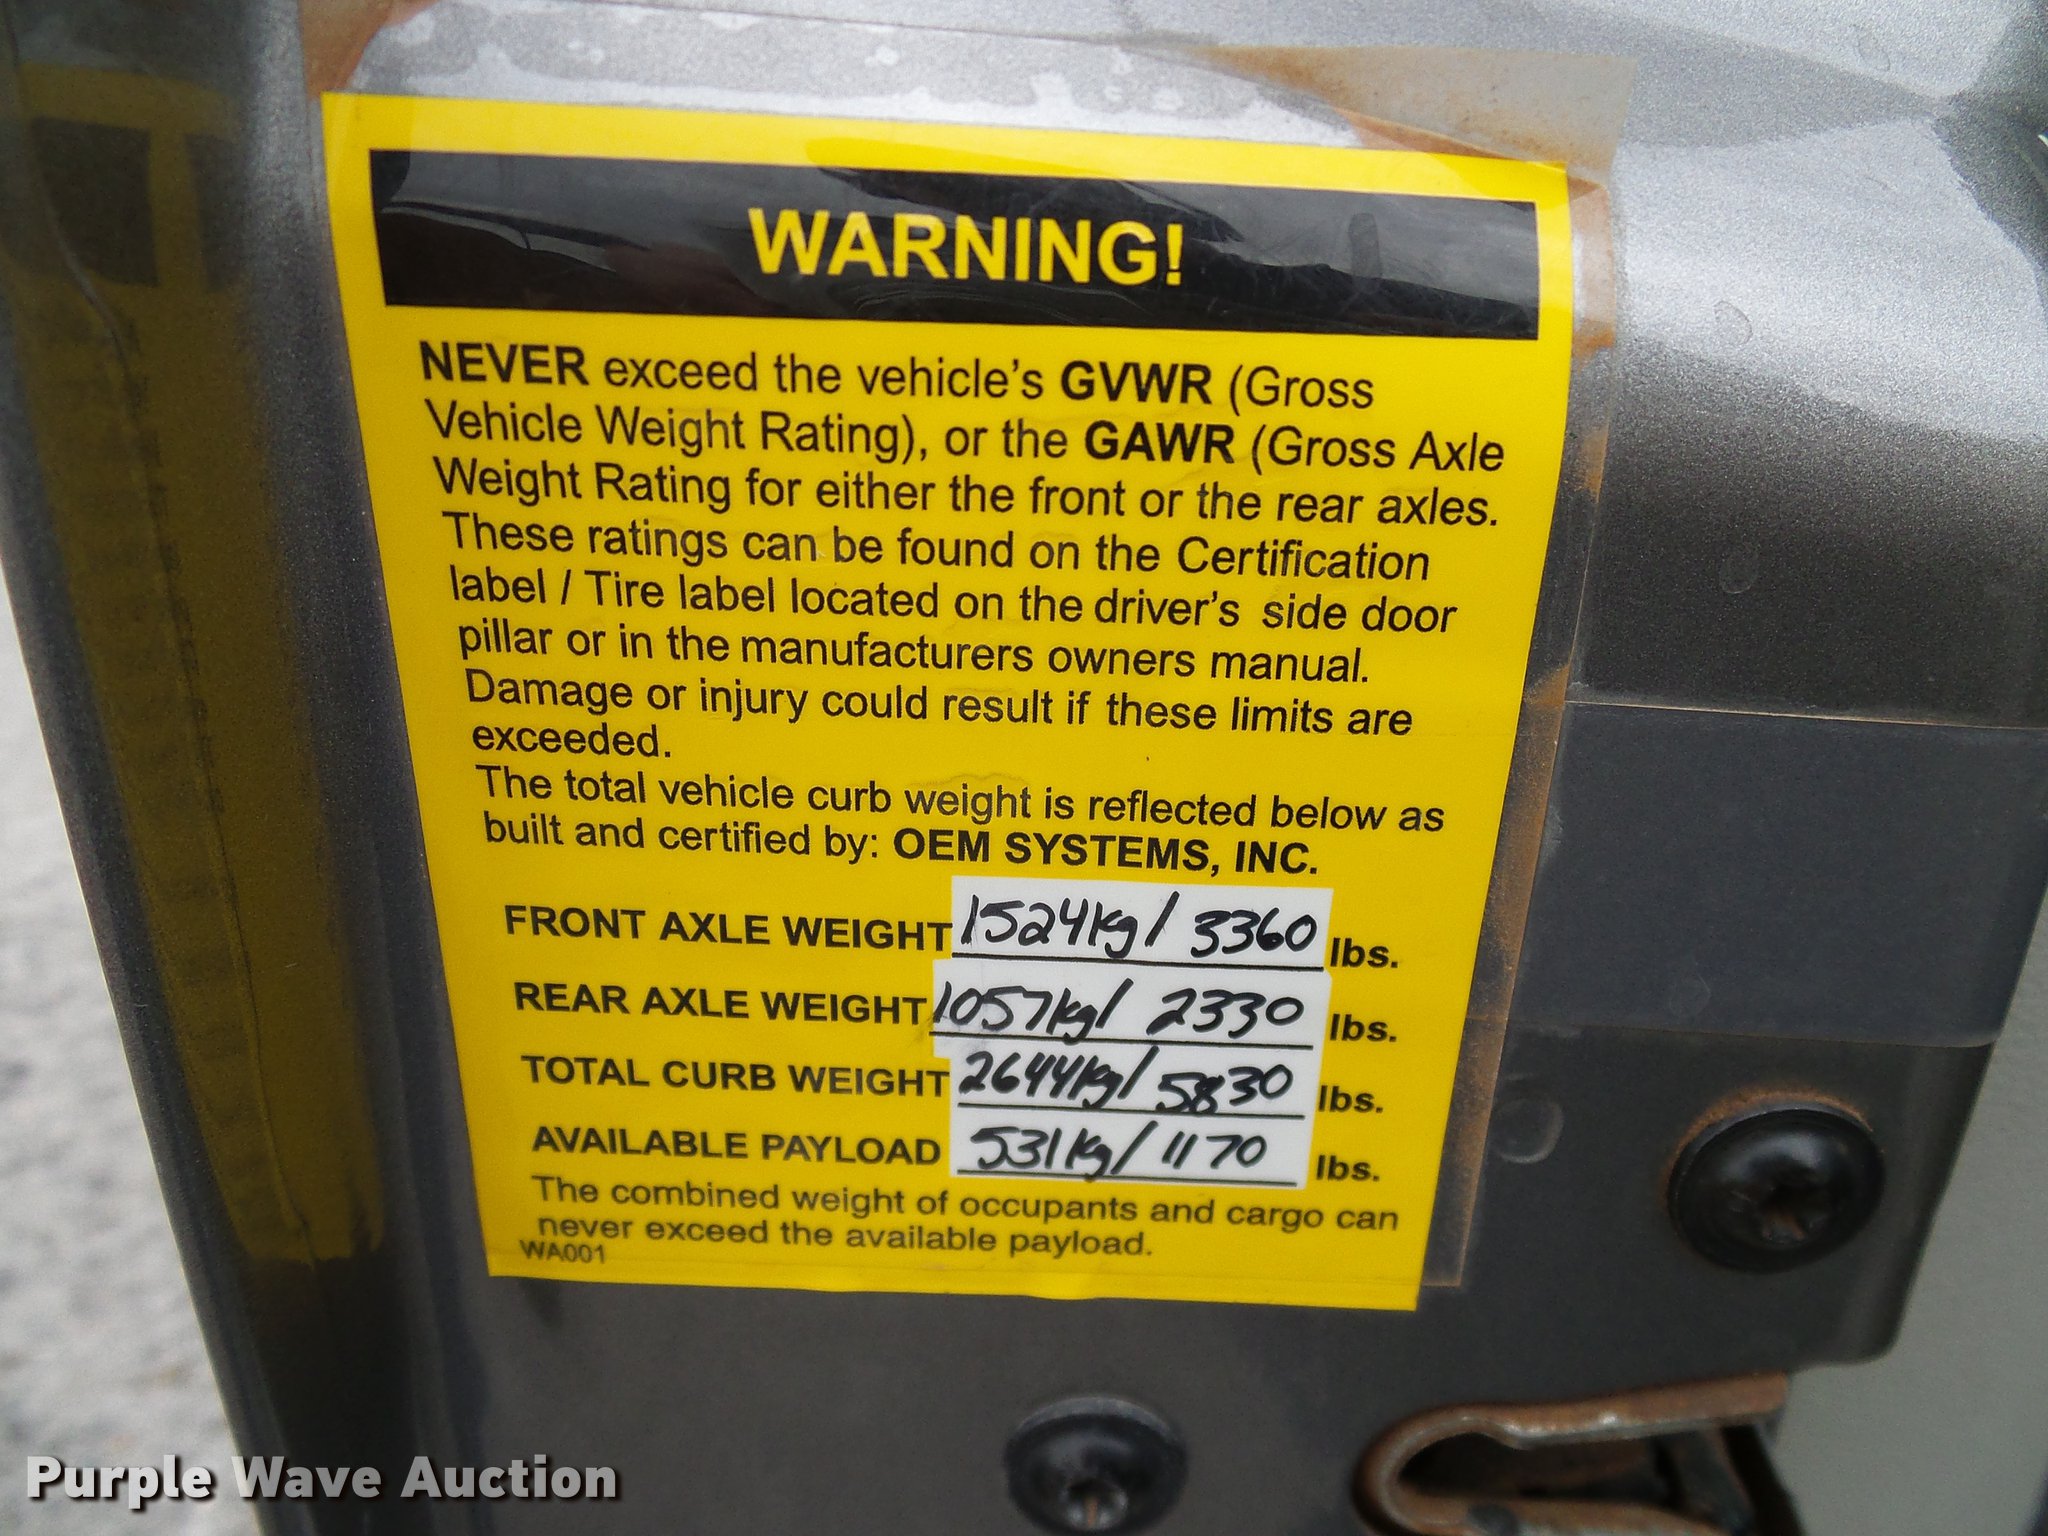 WARNING!
NEVER exceed the vehicle's GVWR (Gross
Vehicle Weight Rating), or the GAWR (Gross Axle
Weight Rating for either the front or the rear axles.
These ratings can be found on the Certification
label / Tire label located on the driver's side door
pillar or in the manufacturers owners manual.
Damage or injury could result if these limits are
exceeded.
The total vehicle curb weight is reflected below as
built and certified by: OEM SYSTEMS, INC.
FRONT AXLE WEIGHT 1524kg/ 3360 lbs.
REAR AXLE WEIGHT 1057kg/ 2330 lbs.
TOTAL CURB WEIGHT 2644kg/ 5830 lbs.
AVAILABLE PAYLOAD 531kg/ 1170 lbs.
The combined weight of occupants and cargo can
never exceed the available payload.
WA001
Purple Wave Auction